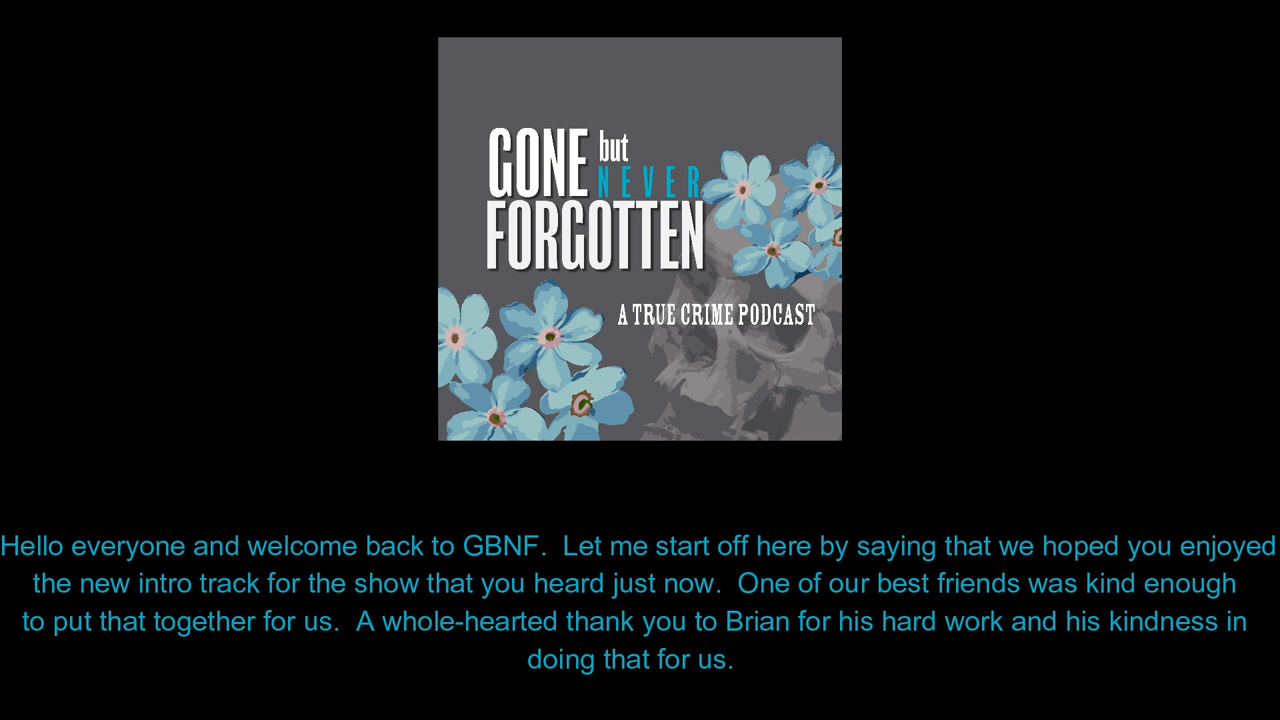 GONE but
NEVER
FORGOTTEN
A TRUE CRIME PODCAST
Hello everyone and welcome back to GBNF.  Let me start off here by saying that we hoped you enjoyed
the new intro track for the show that you heard just now.  One of our best friends was kind enough
to put that together for us.  A whole-hearted thank you to Brian for his hard work and his kindness in
doing that for us.